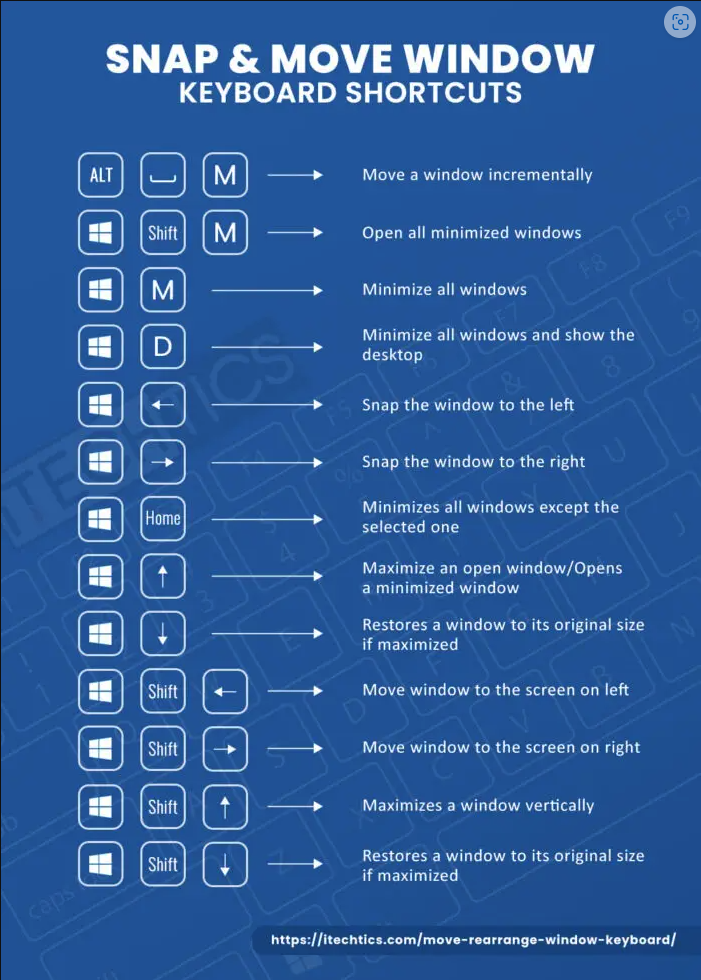 SNAP & MOVE WINDOW
KEYBOARD SHORTCUTS
ALT M Move a window incrementally
Shift M Open all minimized windows
M Minimize all windows
D Minimize all windows and show the
desktop
← Snap the window to the left
→ Snap the window to the right
Home Minimizes all windows except the
selected one
↑ Maximize an open window/Opens
a minimized window
↓ Restores a window to its original size
if maximized
Shift ← Move window to the screen on left
Shift → Move window to the screen on right
Shift ↑ Maximizes a window vertically
Shift ↓ Restores a window to its original size
if maximized
https://itechtics.com/move-rearrange-window-keyboard/